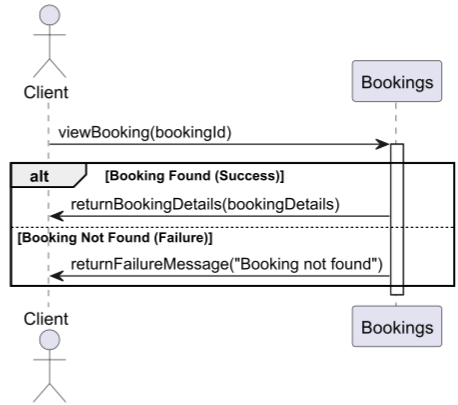 Client
Bookings
viewBooking(bookingId)
alt
[Booking Found (Success)]
returnBookingDetails(bookingDetails)
[Booking Not Found (Failure)]
returnFailureMessage("Booking not found")
Client
Bookings